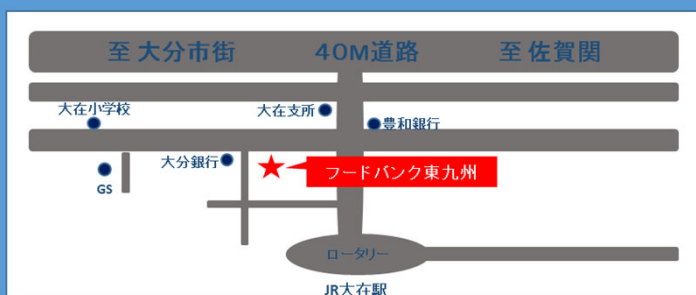 至 大分市街 40M道路 至 佐賀関
大在小学校
大在支所
豊和銀行
大分銀行
フードバンク東九州
GS
ロータリー
JR大在駅